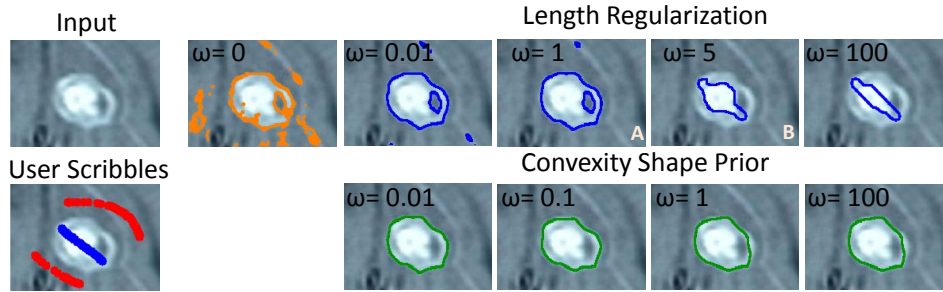 Input
Length Regularization
ω= 0
ω= 0.01
ω= 1
ω= 5
ω= 100
A
B
User Scribbles
Convexity Shape Prior
ω= 0.01
ω= 0.1
ω= 1
ω= 100